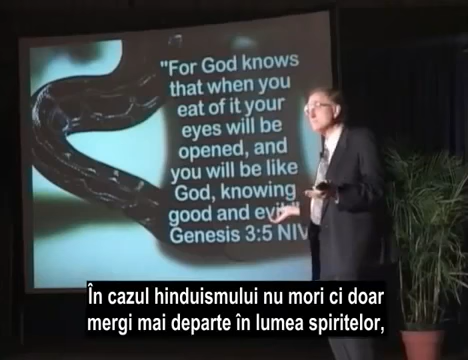 "For God knows
that when you
eat of it your
eyes will be
opened, and
you will be like
God, knowing
good and evil."
Genesis 3:5 NIV
În cazul hinduismului nu mori ci doar
mergi mai departe în lumea spiritelor,